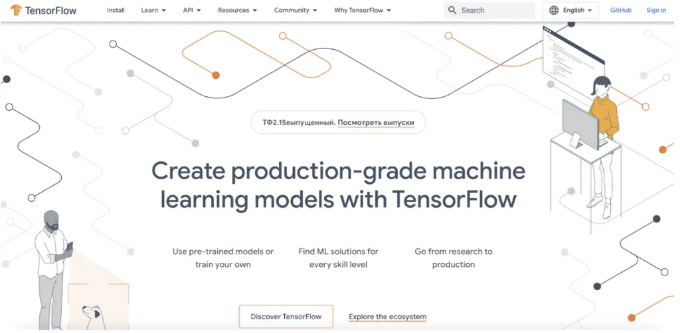 TensorFlow
Install
Learn
API
Resources
Community
Why TensorFlow
Search
English
GitHub
Sign in
ТФ2.15выпущенный. Посмотреть выпуски
Create production-grade machine
learning models with TensorFlow
Use pre-trained models or
train your own
Find ML solutions for
every skill level
Go from research to
production
Discover TensorFlow
Explore the ecosystem